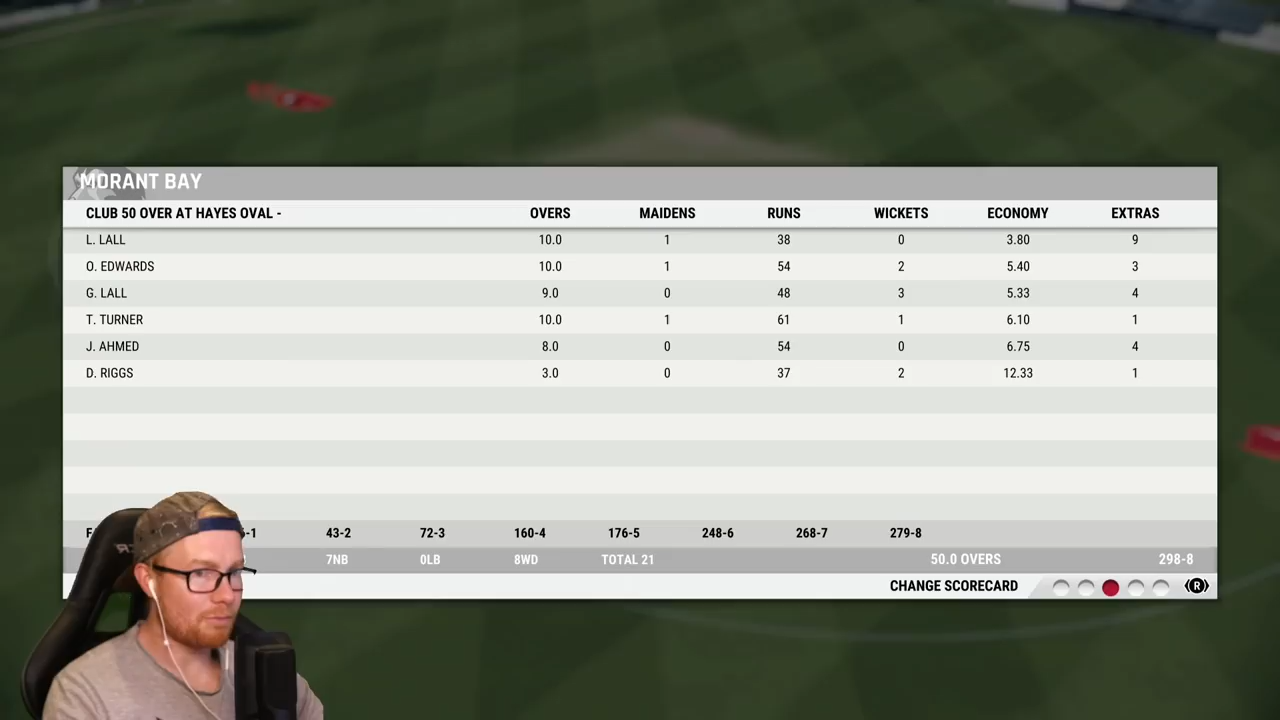 MORANT BAY
CLUB 50 OVER AT HAYES OVAL - OVERS MAIDENS RUNS WICKETS ECONOMY EXTRAS
L. LALL 10.0 1 38 0 3.80 9
O. EDWARDS 10.0 1 54 2 5.40 3
G. LALL 9.0 0 48 3 5.33 4
T. TURNER 10.0 1 61 1 6.10 1
J. AHMED 8.0 0 54 0 6.75 4
D. RIGGS 3.0 0 37 2 12.33 1
43-2 72-3 160-4 176-5 248-6 268-7 279-8
7NB 0LB 8WD TOTAL 21 50.0 OVERS 298-8
CHANGE SCORECARD R